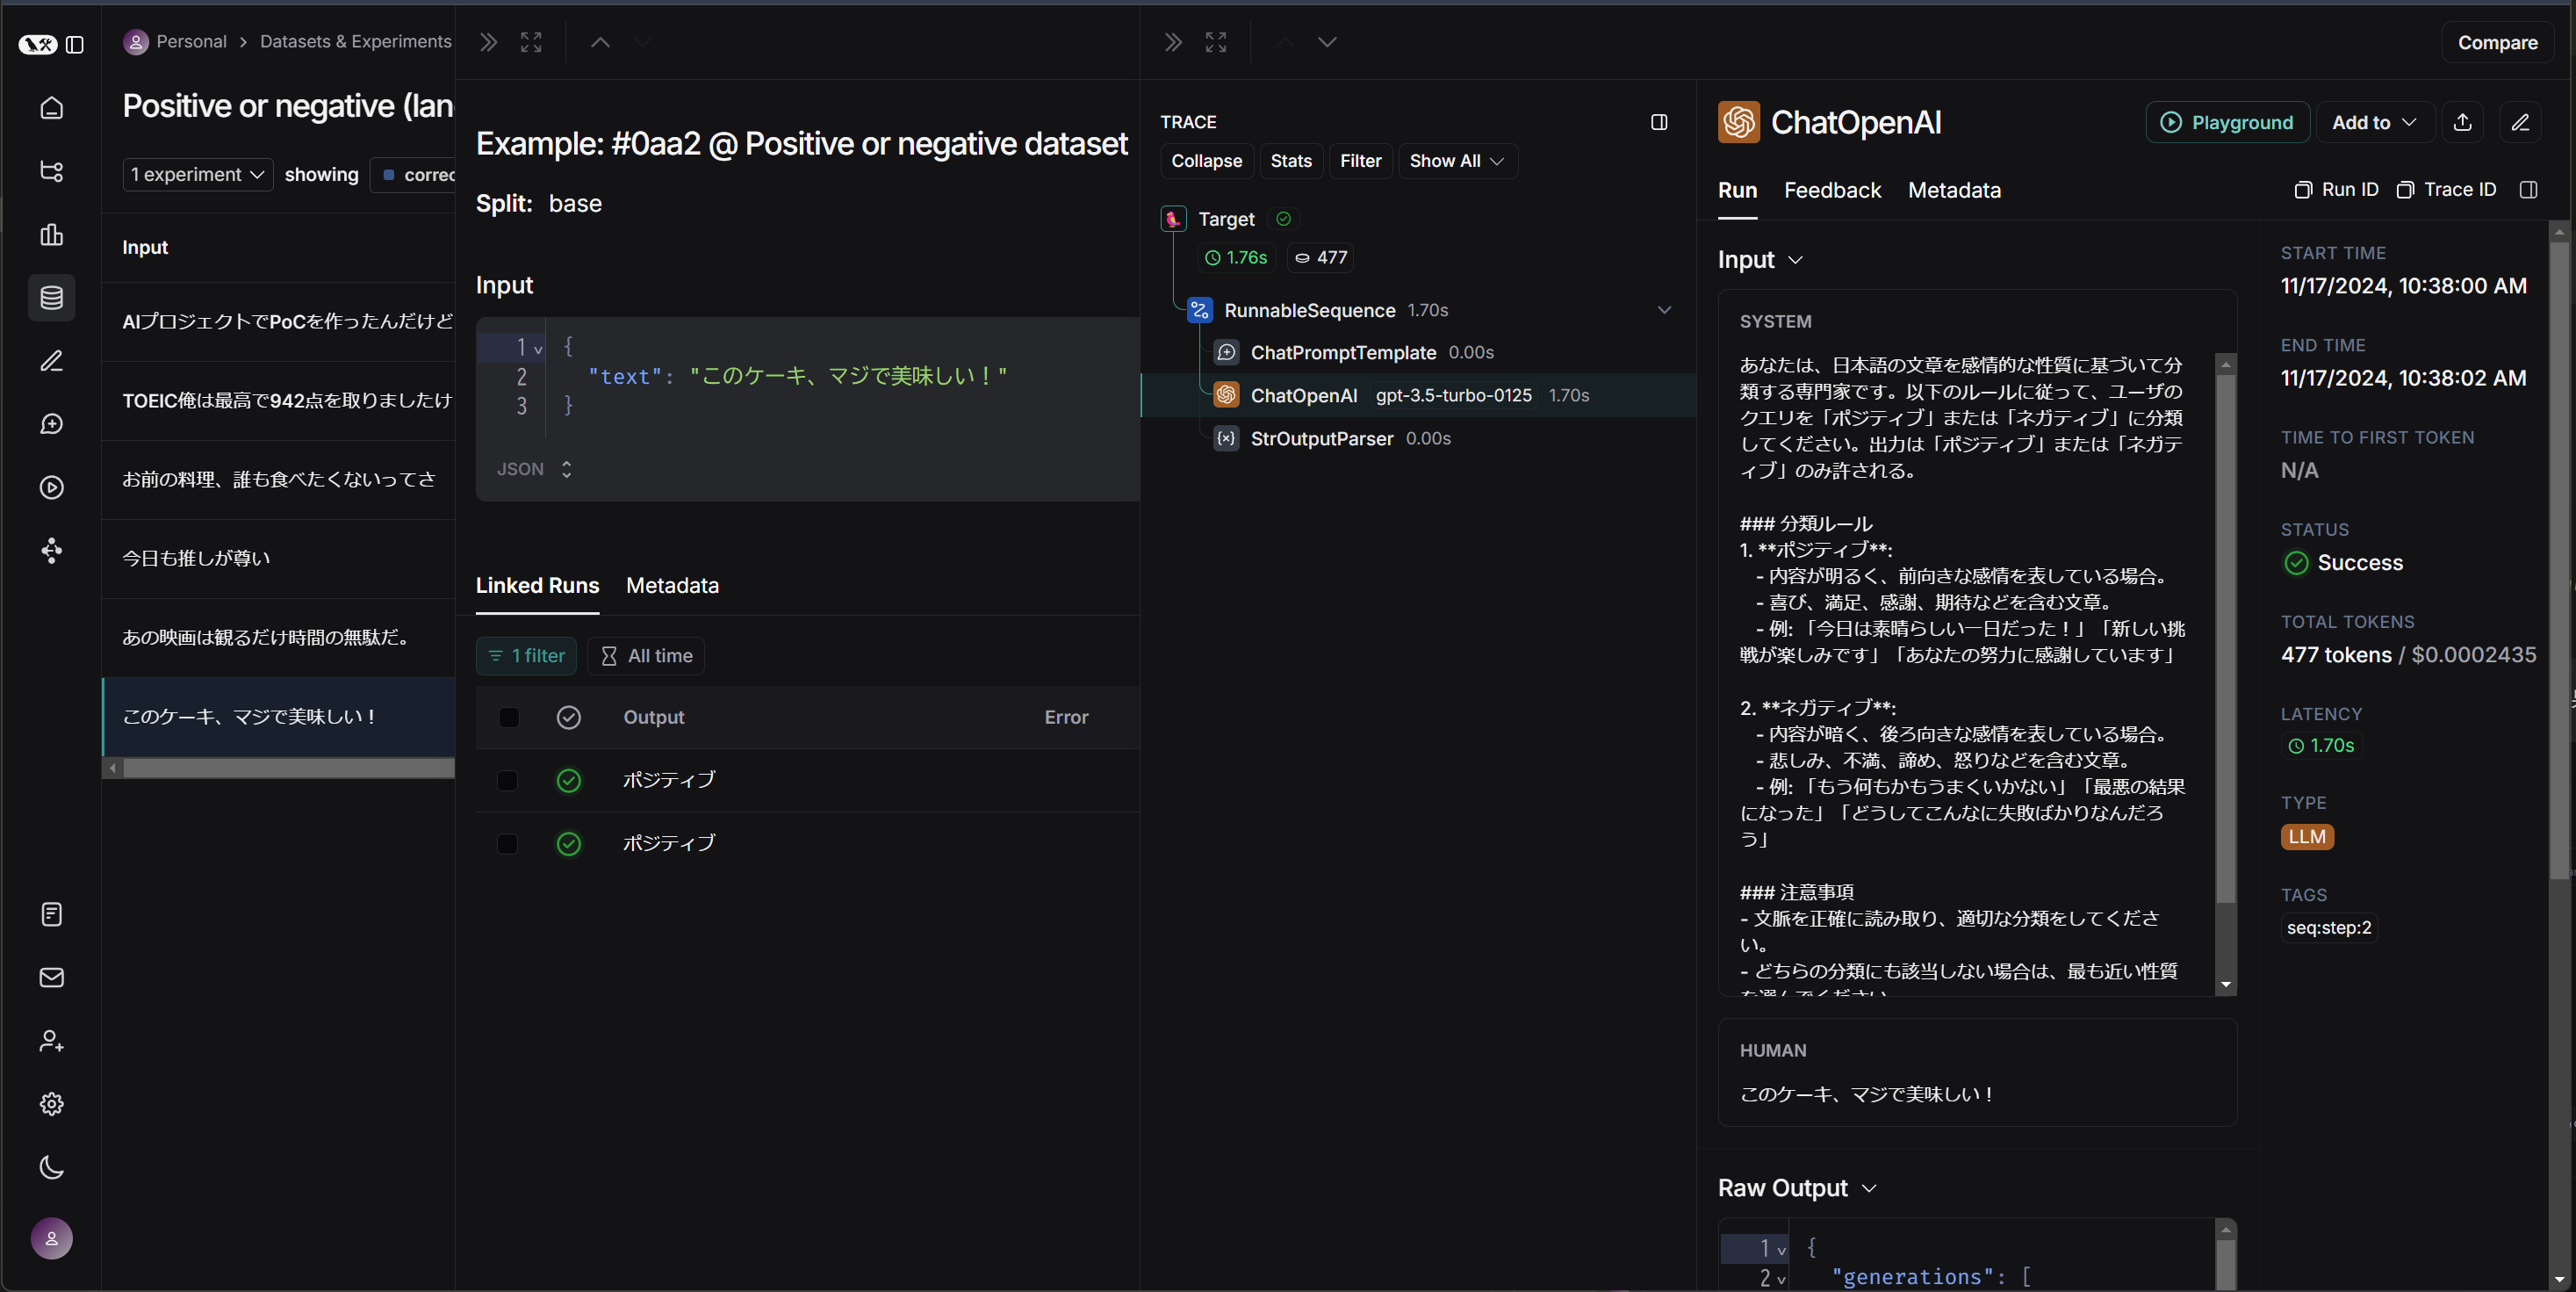 Personal > Datasets & Experiments
Positive or negative (lan
1 experiment showing correc
Input
AIプロジェクトでPoCを作ったんだけど
TOEIC俺は最高で942点を取りましたけ
お前の料理、誰も食べたくないってさ
今日も推しが尊い
あの映画は観るだけ時間の無駄だ。
このケーキ、マジで美味しい！
Example: #0aa2 @ Positive or negative dataset
Split: base
Input
1 {
2 "text": "このケーキ、マジで美味しい！"
3 }
JSON
Linked Runs Metadata
1 filter All time
Output Error
ポジティブ
ポジティブ
TRACE
Collapse Stats Filter Show All
Target
1.76s 477
RunnableSequence 1.70s
ChatPromptTemplate 0.00s
ChatOpenAI gpt-3.5-turbo-0125 1.70s
StrOutputParser 0.00s
Compare
ChatOpenAI
Playground Add to
Run Feedback Metadata Run ID Trace ID
Input
SYSTEM
あなたは、日本語の文章を感情的な性質に基づいて分
類する専門家です。以下のルールに従って、ユーザの
クエリを「ポジティブ」または「ネガティブ」に分類
してください。出力は「ポジティブ」または「ネガテ
ィブ」のみ許される。
### 分類ルール
1. **ポジティブ**:
- 内容が明るく、前向きな感情を表している場合。
- 喜び、満足、感謝、期待などを含む文章。
- 例: 「今日は素晴らしい一日だった！」「新しい挑
戦が楽しみです」「あなたの努力に感謝しています」
2. **ネガティブ**:
- 内容が暗く、後ろ向きな感情を表している場合。
- 悲しみ、不満、諦め、怒りなどを含む文章。
- 例: 「もう何もかもうまくいかない」「最悪の結果
になった」「どうしてこんなに失敗ばかりなんだろ
う」
### 注意事項
- 文脈を正確に読み取り、適切な分類をしてくださ
い。
- どちらの分類にも該当しない場合は、最も近い性質
を選んでください
HUMAN
このケーキ、マジで美味しい！
Raw Output
1 {
2 "generations": [
START TIME
11/17/2024, 10:38:00 AM
END TIME
11/17/2024, 10:38:02 AM
TIME TO FIRST TOKEN
N/A
STATUS
Success
TOTAL TOKENS
477 tokens / $0.0002435
LATENCY
1.70s
TYPE
LLM
TAGS
seq:step:2